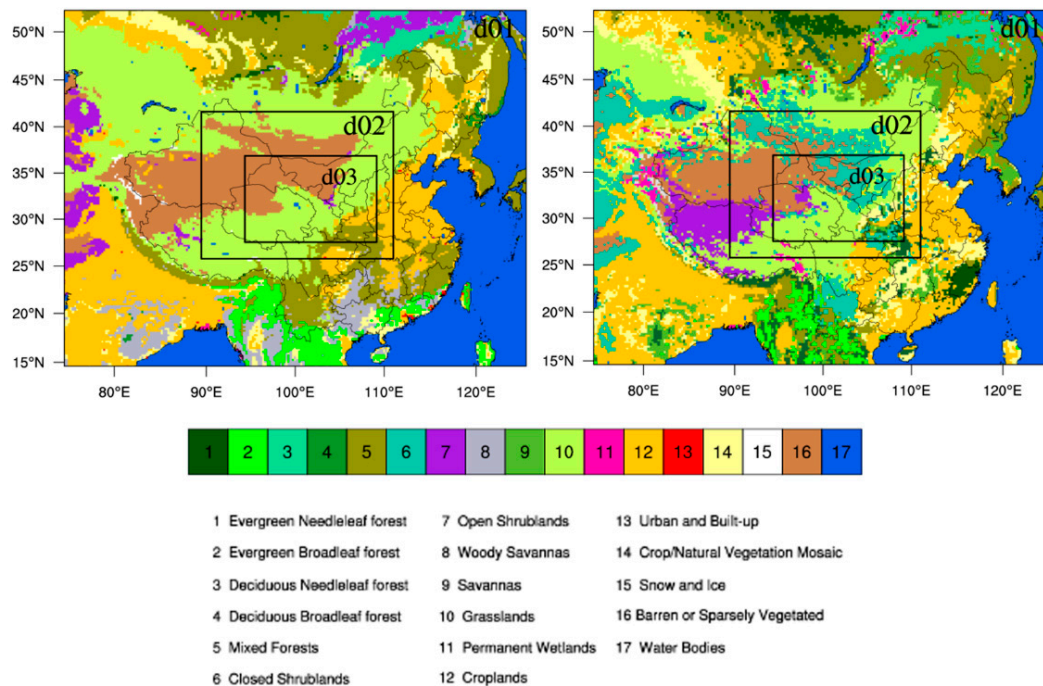 d01
d01
50°N
50°N
45°N
45°N
40°N
d02
40°N
d02
35°N
d03
35°N
d03
30°N
30°N
25°N
25°N
20°N
20°N
15°N
15°N
80°E 90°E 100°E 110°E 120°E
80°E 90°E 100°E 110°E 120°E
1 2 3 4 5 6 7 8 9 10 11 12 13 14 15 16 17
1 Evergreen Needleleaf forest
2 Evergreen Broadleaf forest
3 Deciduous Needleleaf forest
4 Deciduous Broadleaf forest
5 Mixed Forests
6 Closed Shrublands
7 Open Shrublands
8 Woody Savannas
9 Savannas
10 Grasslands
11 Permanent Wetlands
12 Croplands
13 Urban and Built-up
14 Crop/Natural Vegetation Mosaic
15 Snow and Ice
16 Barren or Sparsely Vegetated
17 Water Bodies